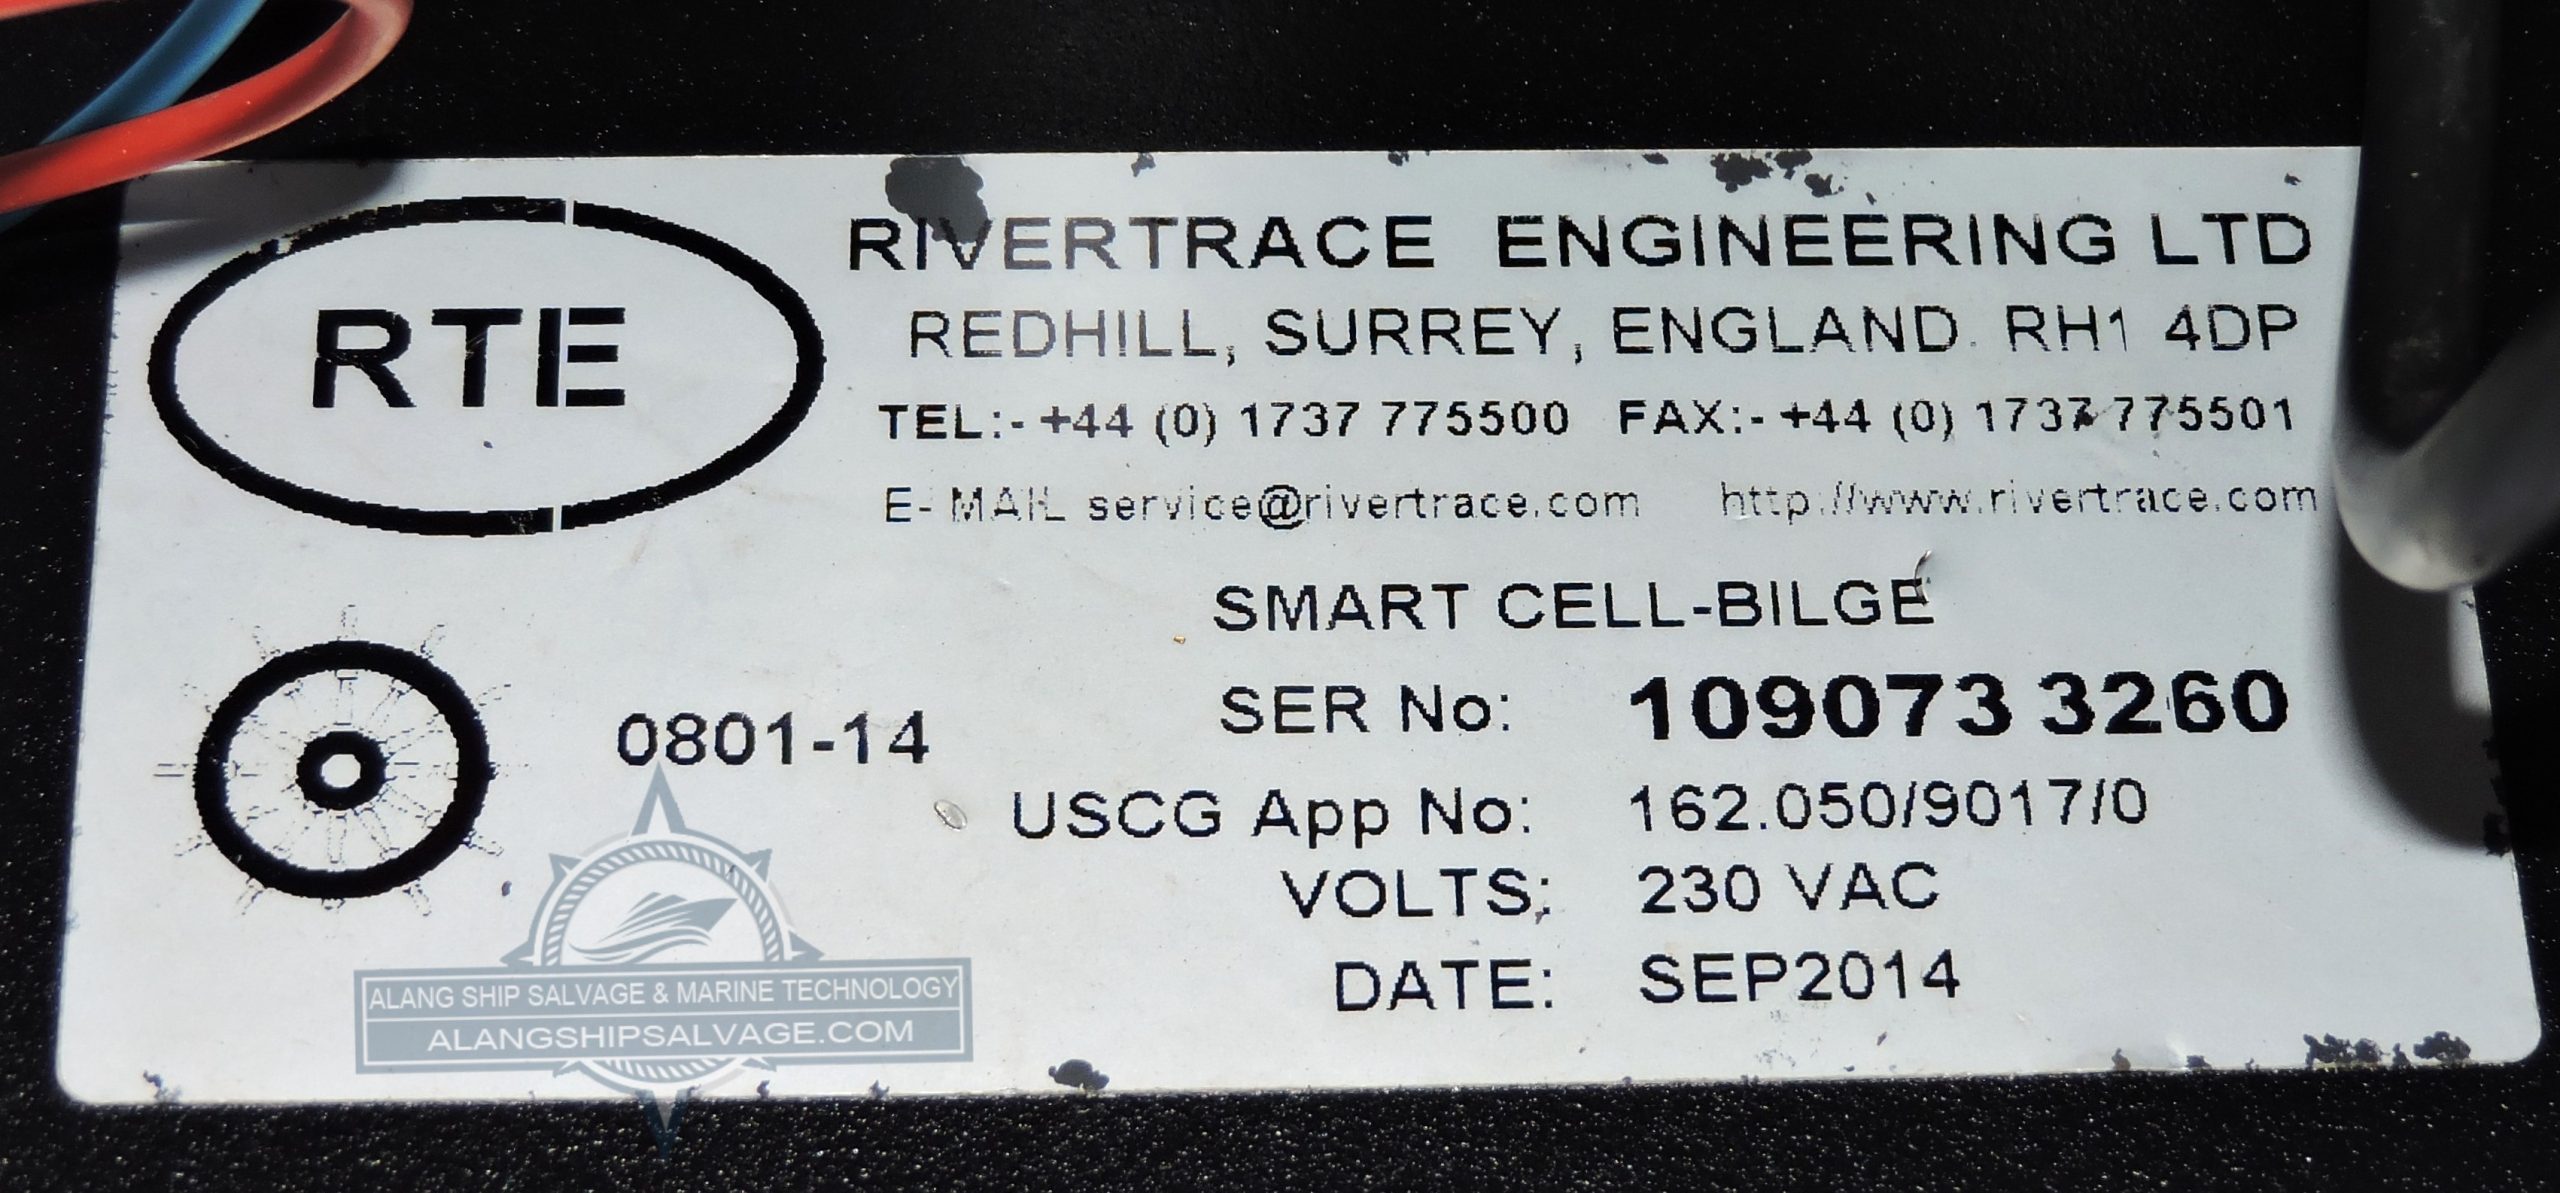 RTE
RIVERTRACE ENGINEERING LTD
REDHILL, SURREY, ENGLAND. RH1 4DP
TEL:- +44 (0) 1737 775500 FAX:- +44 (0) 1737 775501
E-MAIL service@rivertrace.com http://www.rivertrace.com
SMART CELL-BILGE
SER No: 109073 3260
0801-14
USCG App No: 162.050/9017/0
VOLTS: 230 VAC
DATE: SEP2014
ALANG SHIP SALVAGE & MARINE TECHNOLOGY
ALANGSHIPSALVAGE.COM